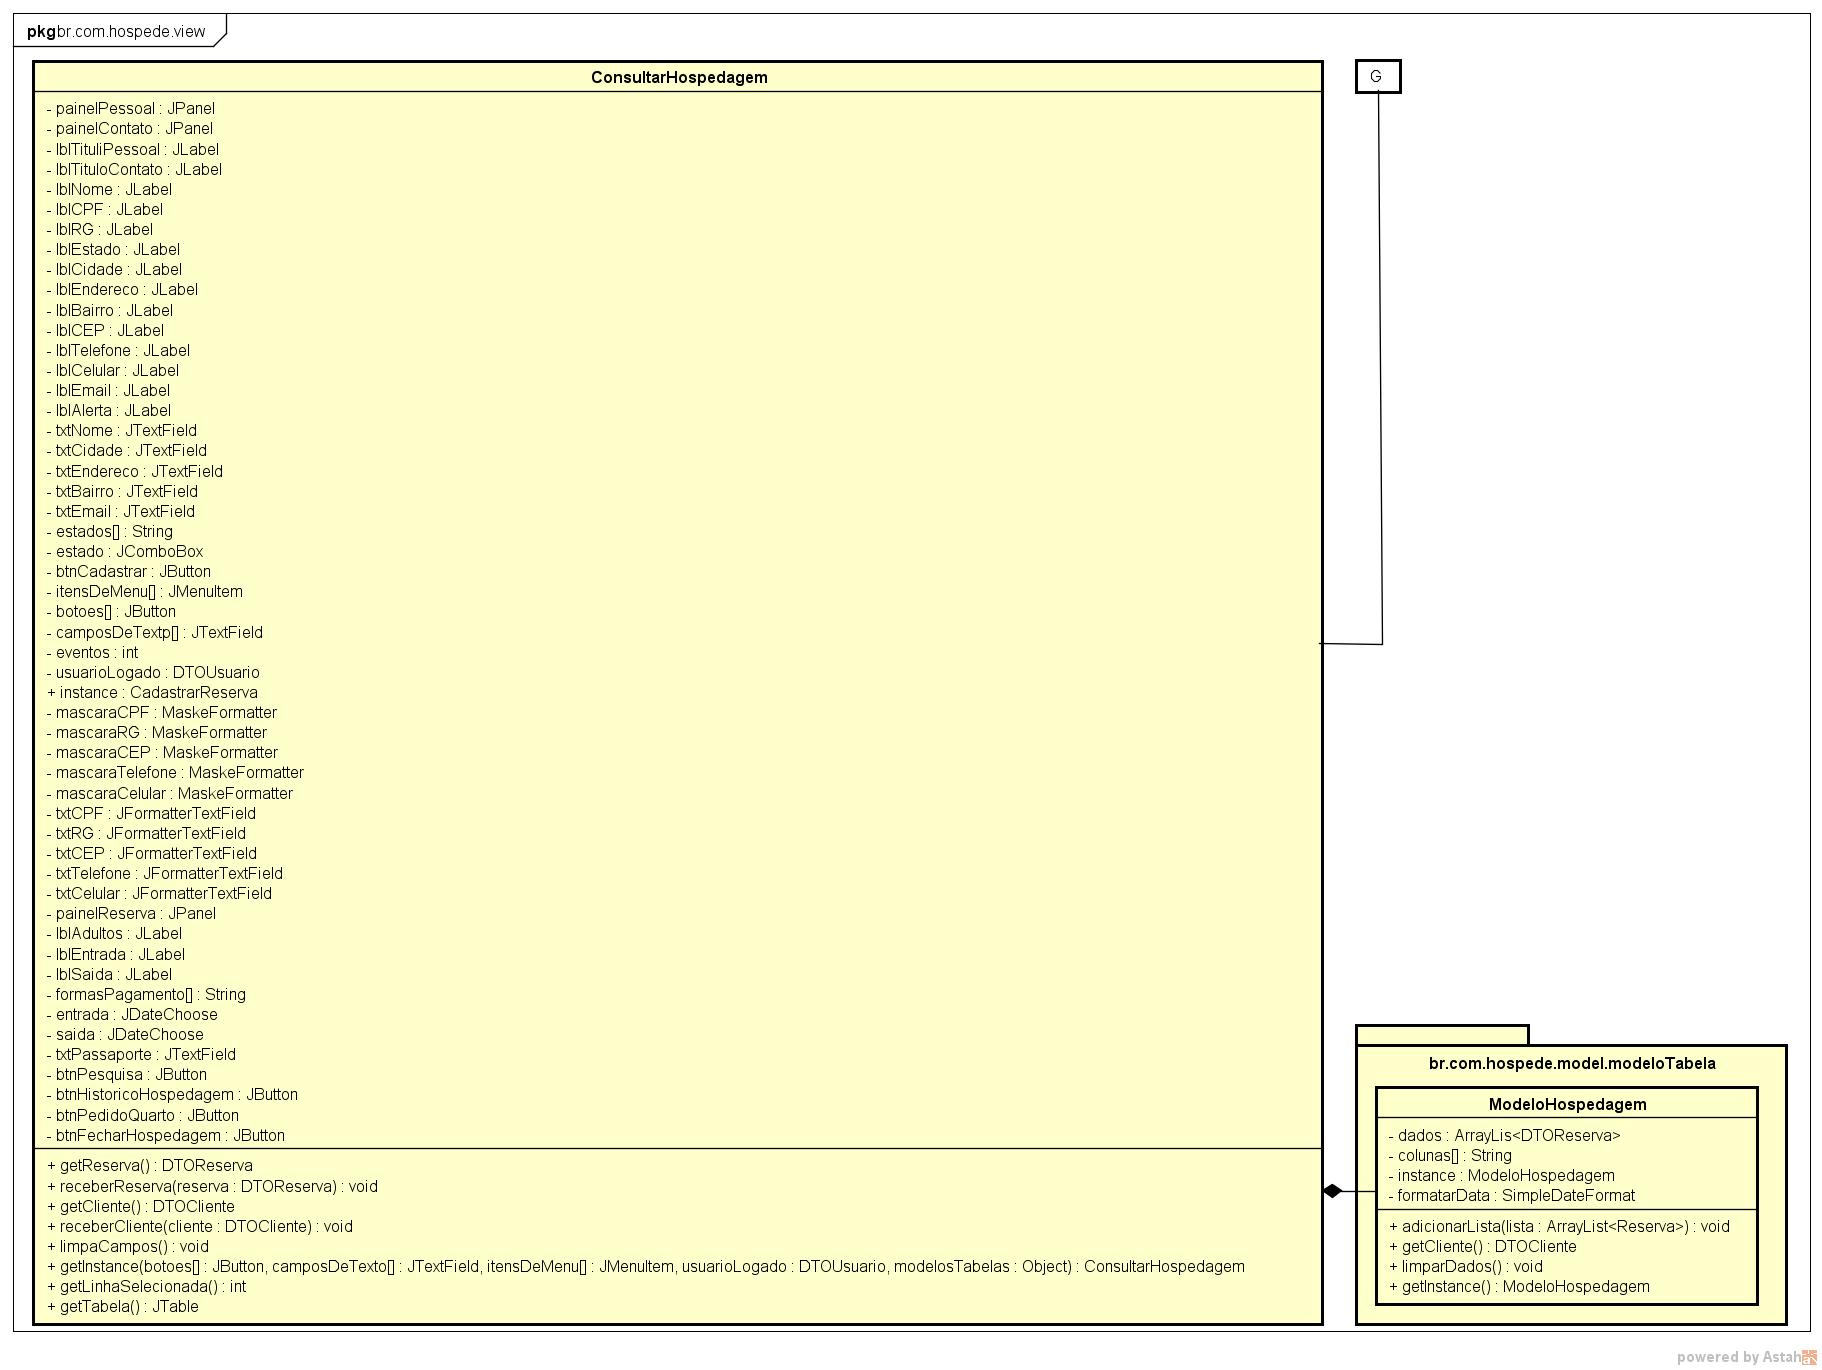 pkg br.com.hospede.view
ConsultarHospedagem
- painelPessoal : JPanel
- painelContato : JPanel
- lblTituliPessoal : JLabel
- lblTituloContato : JLabel
- lblNome : JLabel
- lblCPF : JLabel
- lblRG : JLabel
- lblEstado : JLabel
- lblCidade : JLabel
- lblEndereco : JLabel
- lblBairro : JLabel
- lblCEP : JLabel
- lblTelefone : JLabel
- lblCelular : JLabel
- lblEmail : JLabel
- lblAlerta : JLabel
- txtNome : JTextField
- txtCidade : JTextField
- txtEndereco : JTextField
- txtBairro : JTextField
- txtEmail : JTextField
- estados[] : String
- estado : JComboBox
- btnCadastrar : JButton
- itensDeMenu[] : JMenuItem
- botoes[] : JButton
- camposDeTextp[] : JTextField
- eventos : int
- usuarioLogado : DTOUsuario
+ instance : CadastrarReserva
- mascaraCPF : MaskeFormatter
- mascaraRG : MaskeFormatter
- mascaraCEP : MaskeFormatter
- mascaraTelefone : MaskeFormatter
- mascaraCelular : MaskeFormatter
- txtCPF : JFormatterTextField
- txtRG : JFormatterTextField
- txtCEP : JFormatterTextField
- txtTelefone : JFormatterTextField
- txtCelular : JFormatterTextField
- painelReserva : JPanel
- lblAdultos : JLabel
- lblEntrada : JLabel
- lblSaida : JLabel
- formasPagamento[] : String
- entrada : JDateChoose
- saida : JDateChoose
- txtPassaporte : JTextField
- btnPesquisa : JButton
- btnHistoricoHospedagem : JButton
- btnPedidoQuarto : JButton
- btnFecharHospedagem : JButton
+ getReserva() : DTOReserva
+ receberReserva(reserva : DTOReserva) : void
+ getCliente() : DTOCliente
+ receberCliente(cliente : DTOCliente) : void
+ limpaCampos() : void
+ getInstance(botoes[] : JButton, camposDeTexto[] : JTextField, itensDeMenu[] : JMenuItem, usuarioLogado : DTOUsuario, modelosTabelas : Object) : ConsultarHospedagem
+ getLinhaSelecionada() : int
+ getTabela() : JTable
G
br.com.hospede.model.modeloTabela
ModeloHospedagem
- dados : ArrayLis<DTOReserva>
- colunas[] : String
- instance : ModeloHospedagem
- formatarData : SimpleDateFormat
+ adicionarLista(lista : ArrayList<Reserva>) : void
+ getCliente() : DTOCliente
+ limparDados() : void
+ getInstance() : ModeloHospedagem
powered by Astah